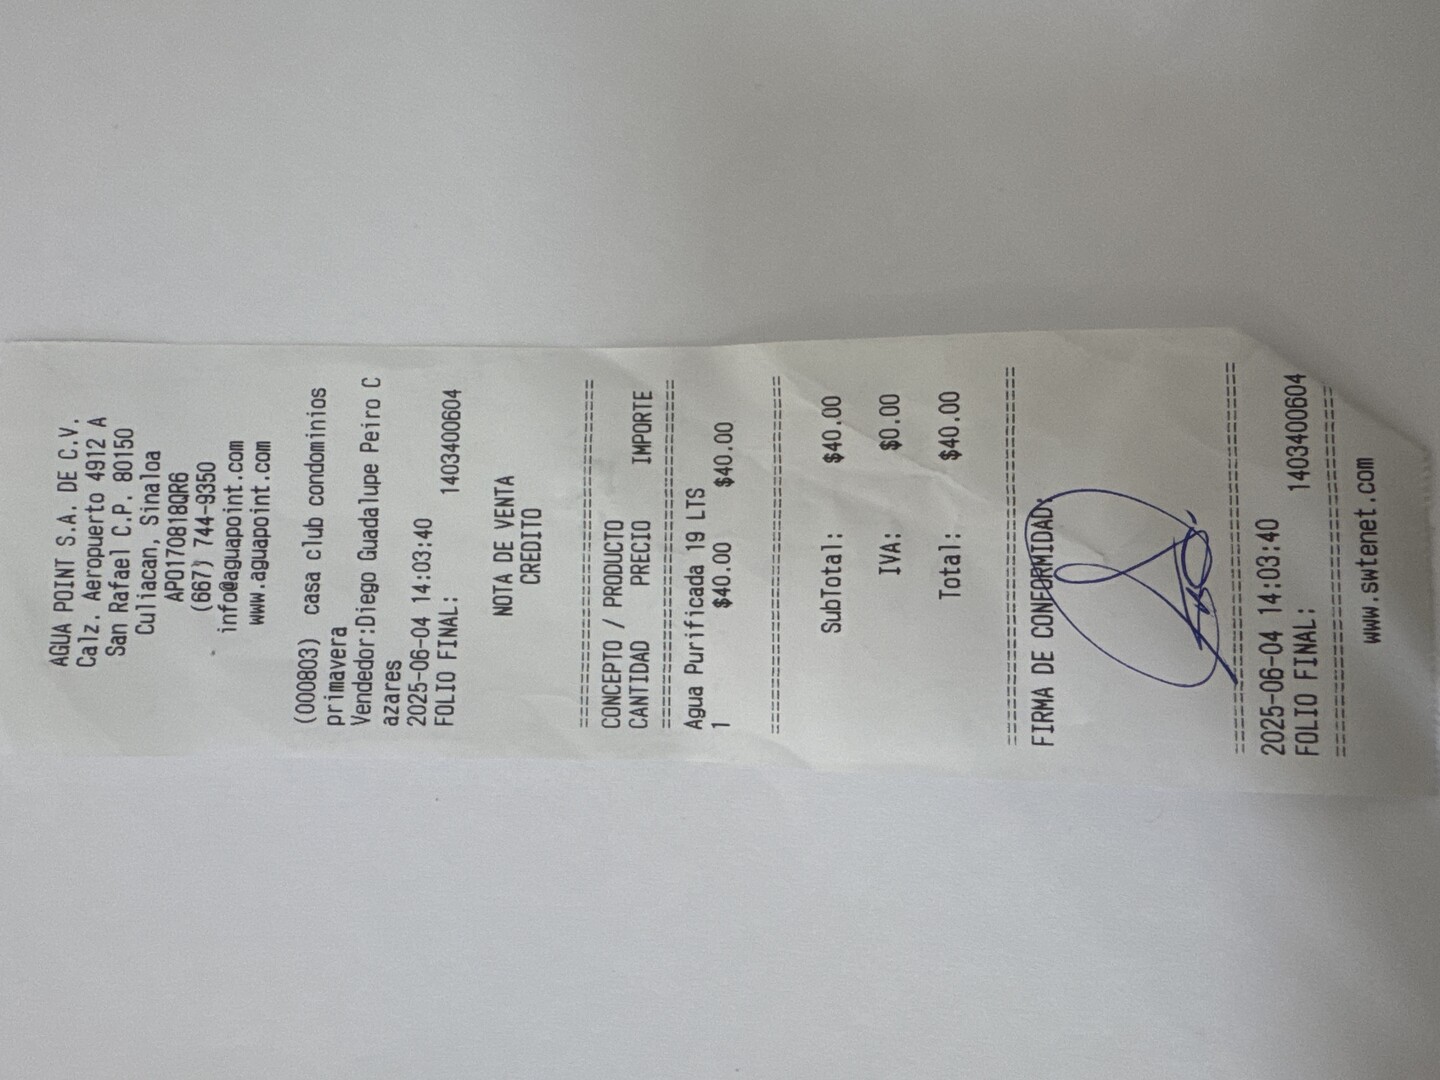 AGUA POINT S.A. DE C.V.
Calz. Aeropuerto 4912 A
San Rafael C.P. 80150
Culiacan, Sinaloa
APO170818QR6
(667) 744-9350
info@aguapoint.com
www.aguapoint.com
(000803) casa club condominios
primavera
Vendedor:Diego Guadalupe Peiro C
azares
2025-06-04 14:03:40
FOLIO FINAL: 1403400604
NOTA DE VENTA
CREDITO
================================
CONCEPTO / PRODUCTO
CANTIDAD PRECIO IMPORTE
================================
Agua Purificada 19 LTS
1 $40.00 $40.00
================================
SubTotal: $40.00
IVA: $0.00
Total: $40.00
================================
FIRMA DE CONFORMIDAD:
================================
2025-06-04 14:03:40
FOLIO FINAL: 1403400604
================================
www.swtenet.com